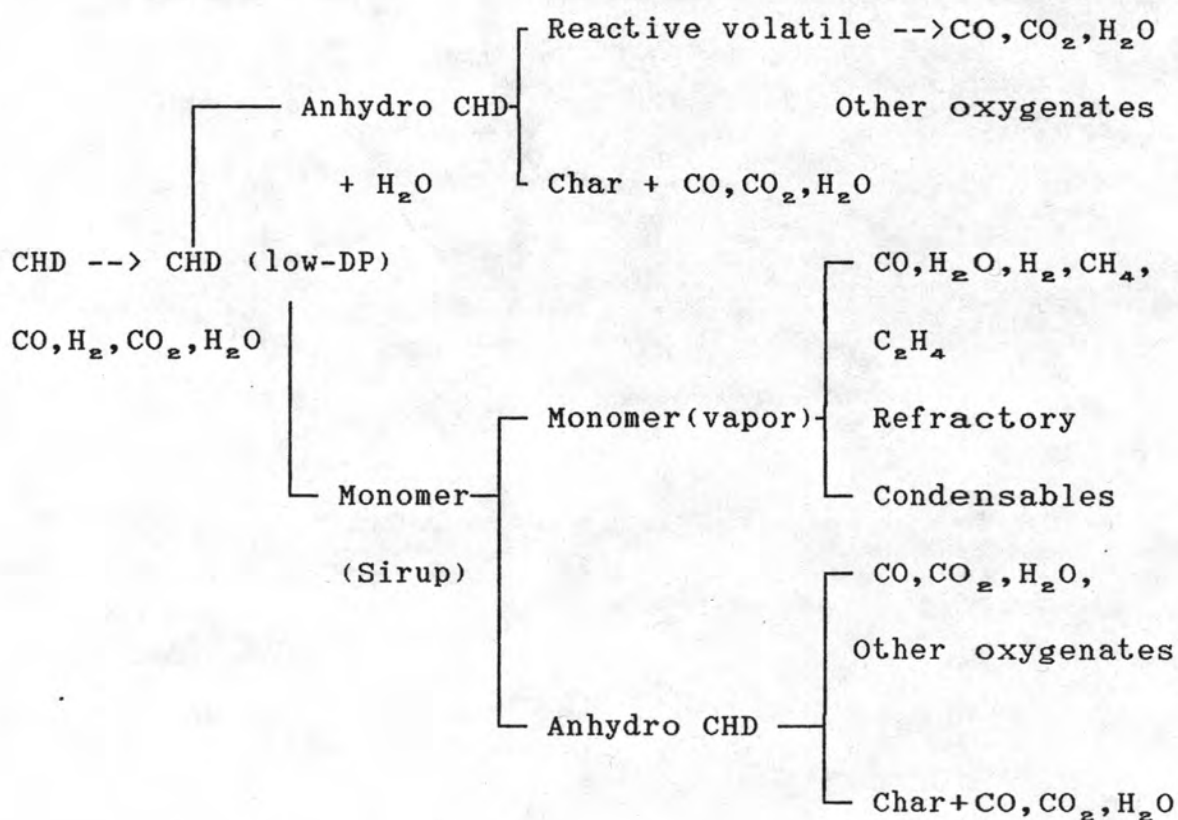 Reactive volatile -->CO,CO₂,H₂O
Anhydro CHD
Other oxygenates
+ H₂O
Char + CO,CO₂,H₂O
CHD --> CHD (low-DP)
CO,H₂O,H₂,CH₄,
CO,H₂,CO₂,H₂O
C₂H₄
Monomer(vapor)
Refractory
Monomer
Condensables
(Sirup)
CO,CO₂,H₂O,
Other oxygenates
Anhydro CHD
Char+CO,CO₂,H₂O